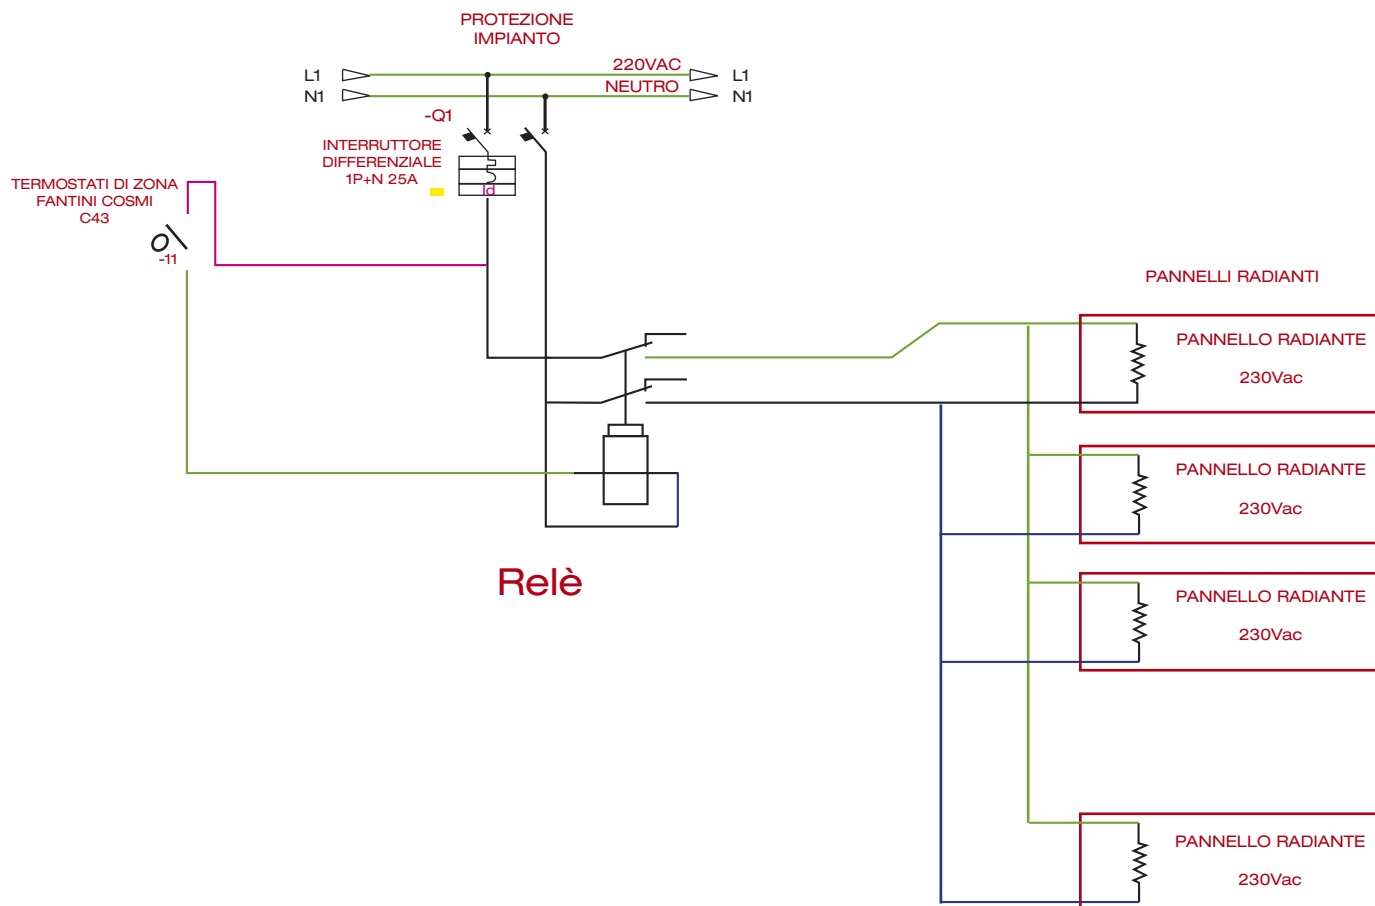 PROTEZIONE
IMPIANTO
L1
220VAC
L1
N1
NEUTRO
N1
-Q1
INTERRUTTORE
DIFFERENZIALE
1P+N 25A
Id
TERMOSTATI DI ZONA
FANTINI COSMI
C43
-11
PANNELLI RADIANTI
PANNELLO RADIANTE
230Vac
PANNELLO RADIANTE
230Vac
Relè
PANNELLO RADIANTE
230Vac
PANNELLO RADIANTE
230Vac